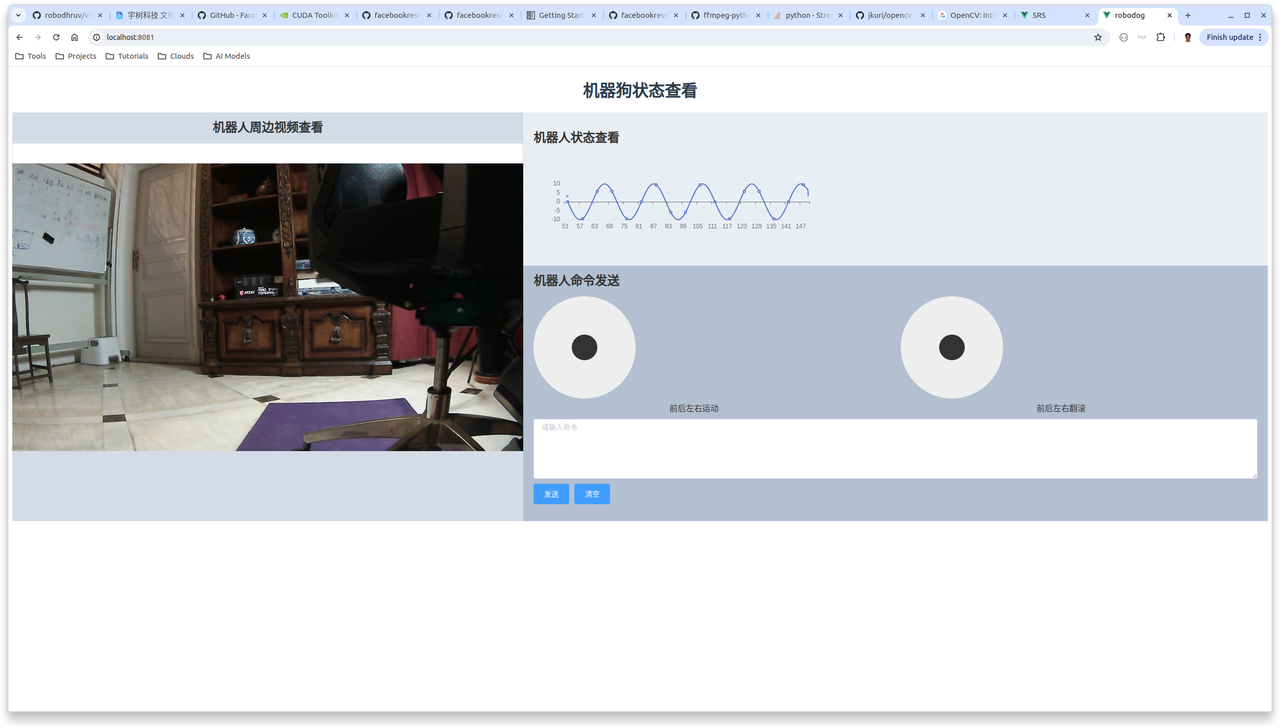 robodhruv/v
宇树科技 文档
GitHub - Fara
CUDA Toolki
facebookres
facebookres
Getting Start
facebookres
ffmpeg-pyth
python - Stre
jkuri/opencv
OpenCV: Int
SRS
robodog
localhost:8081
Finish update
Tools
Projects
Tutorials
Clouds
AI Models
机器狗状态查看
机器人周边视频查看
机器人状态查看
10
5
0
-5
-10
51 57 63 69 75 81 87 93 99 105 111 117 123 129 135 141 147
机器人命令发送
前后左右运动
前后左右翻滚
请输入命令
发送
清空